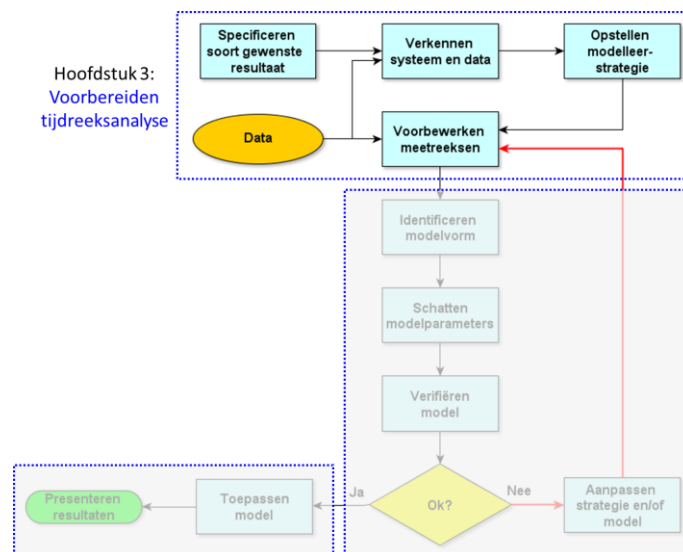 Specificeren
soort gewenste
resultaat
Verkennen
systeem en data
Opstellen
modelleer-
strategie
Hoofdstuk 3:
Voorbereiden
tijdreeksanalyse
Data
Voorbewerken
meetreeksen
Identificeren
modelvorm
Schatten
modelparameters
Verifiëren
model
Presenteren
resultaten
Toepassen
model
Ja
Ok?
Nee
Aanpassen
strategie en/of
model